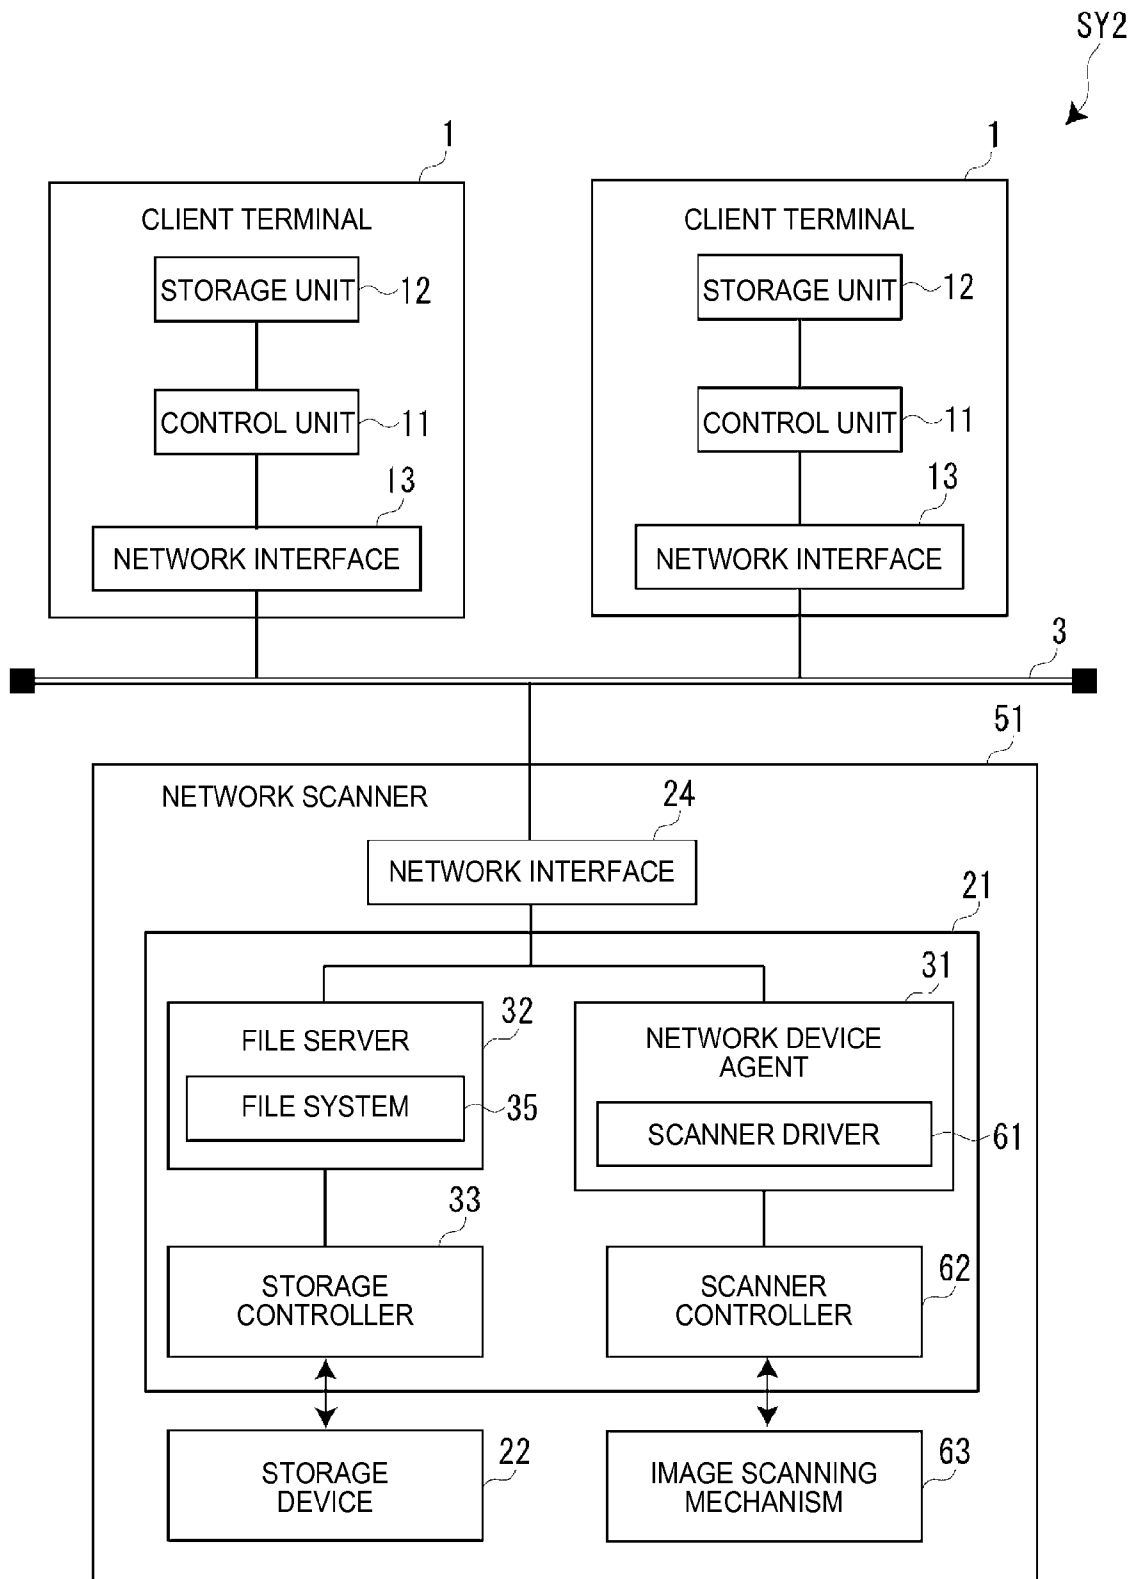 SY2
1
1
CLIENT TERMINAL
CLIENT TERMINAL
STORAGE UNIT
12
STORAGE UNIT
12
CONTROL UNIT
11
CONTROL UNIT
11
13
13
NETWORK INTERFACE
NETWORK INTERFACE
3
51
NETWORK SCANNER
24
NETWORK INTERFACE
21
31
32
FILE SERVER
NETWORK DEVICE
AGENT
FILE SYSTEM
35
SCANNER DRIVER
61
33
STORAGE
CONTROLLER
62
SCANNER
CONTROLLER
22
STORAGE
DEVICE
63
IMAGE SCANNING
MECHANISM